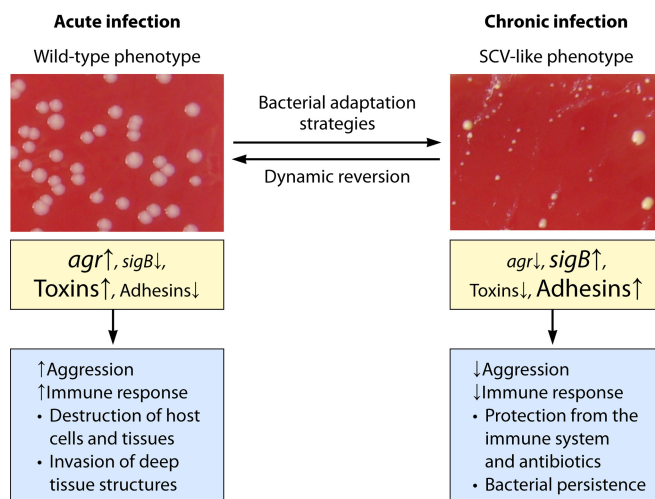 Acute infection
Wild-type phenotype
Chronic infection
SCV-like phenotype
Bacterial adaptation
strategies
Dynamic reversion
agr↑, sigB↓,
Toxins↑, Adhesins↓
agr↓, sigB↑,
Toxins↓, Adhesins↑
↑Aggression
↑Immune response
• Destruction of host
cells and tissues
• Invasion of deep
tissue structures
↓Aggression
↓Immune response
• Protection from the
immune system
and antibiotics
• Bacterial persistence